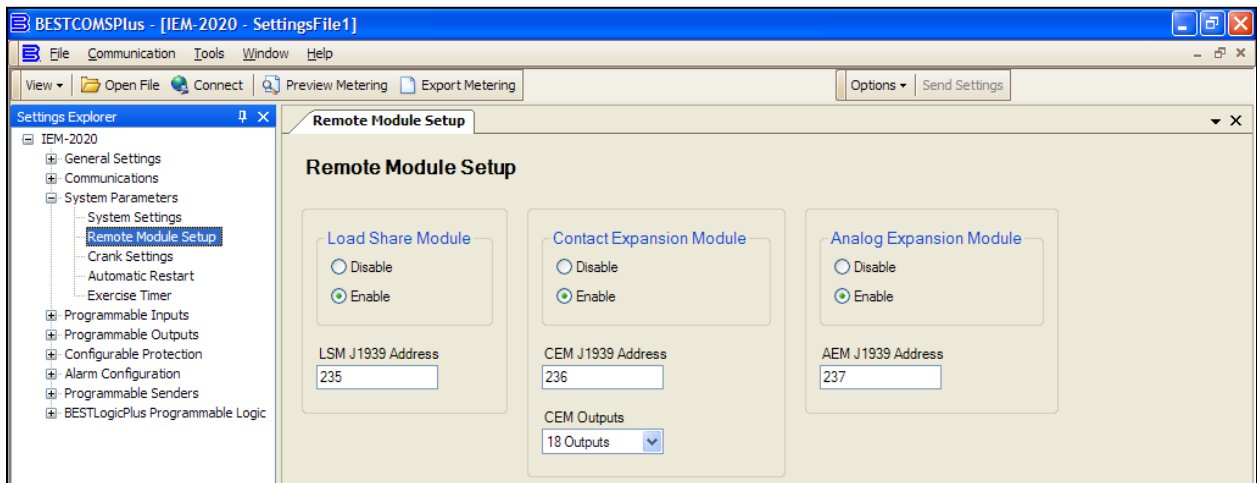 BESTCOMSPlus - [IEM-2020 - SettingsFile1]
File Communication Tools Window Help
View Open File Connect Preview Metering Export Metering Options Send Settings
Settings Explorer
IEM-2020
General Settings
Communications
System Parameters
System Settings
Remote Module Setup
Crank Settings
Automatic Restart
Exercise Timer
Programmable Inputs
Programmable Outputs
Configurable Protection
Alarm Configuration
Programmable Senders
BESTLogicPlus Programmable Logic
Remote Module Setup
Remote Module Setup
Load Share Module
Disable
Enable
LSM J1939 Address
235
Contact Expansion Module
Disable
Enable
CEM J1939 Address
236
CEM Outputs
18 Outputs
Analog Expansion Module
Disable
Enable
AEM J1939 Address
237